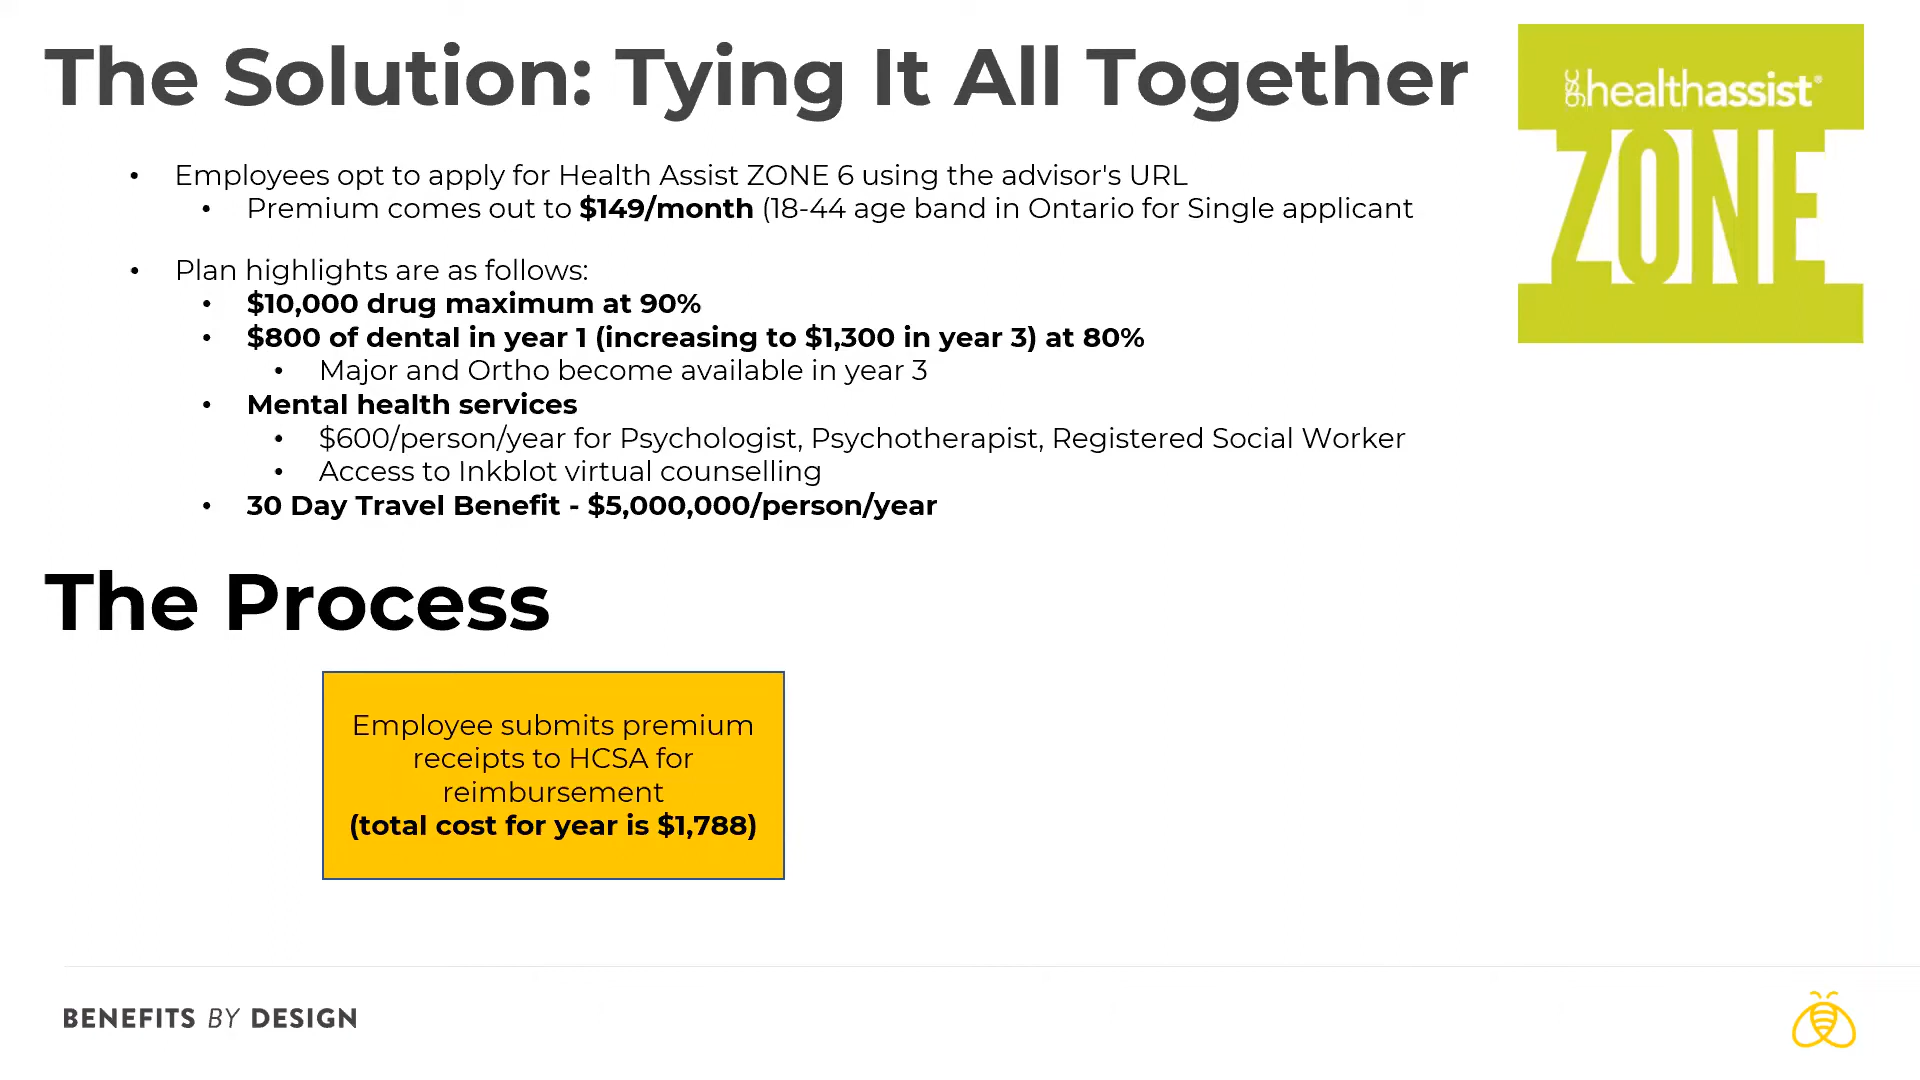 The Solution: Tying It All Together
gsc healthassist®
ZONE
• Employees opt to apply for Health Assist ZONE 6 using the advisor's URL
• Premium comes out to $149/month (18-44 age band in Ontario for Single applicant
• Plan highlights are as follows:
• $10,000 drug maximum at 90%
• $800 of dental in year 1 (increasing to $1,300 in year 3) at 80%
• Major and Ortho become available in year 3
• Mental health services
• $600/person/year for Psychologist, Psychotherapist, Registered Social Worker
• Access to Inkblot virtual counselling
• 30 Day Travel Benefit - $5,000,000/person/year
The Process
Employee submits premium
receipts to HCSA for
reimbursement
(total cost for year is $1,788)
BENEFITS BY DESIGN